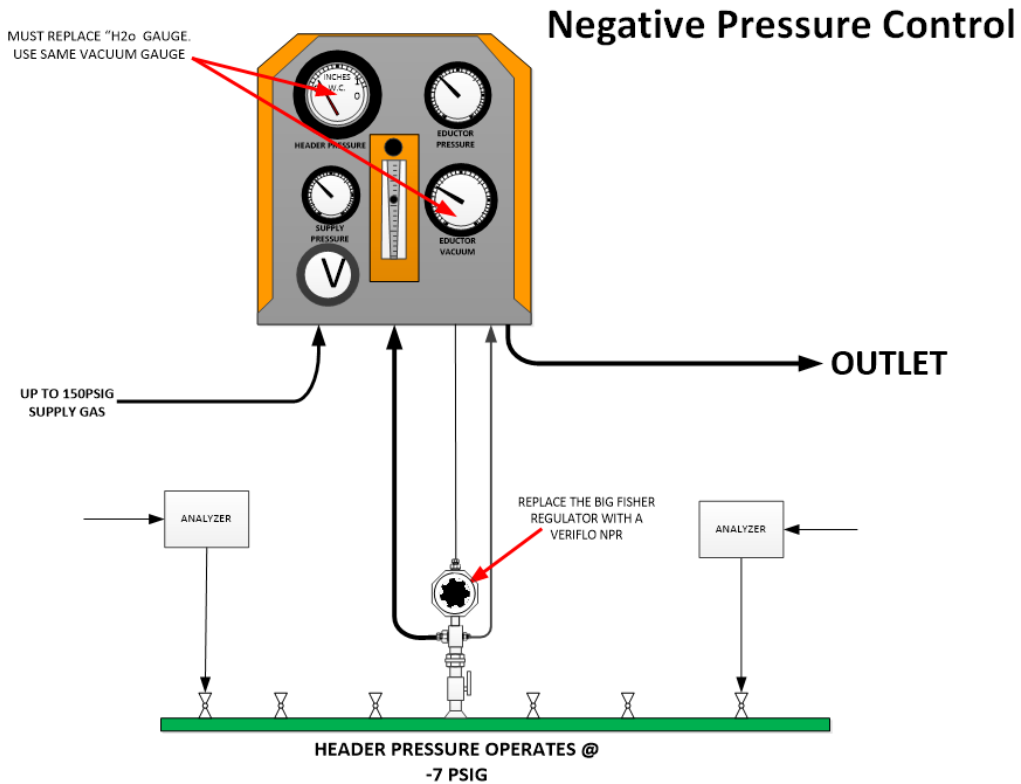 Negative Pressure Control
MUST REPLACE “H2o  GAUGE.
USE SAME VACUUM GAUGE
INCHES
W.C.
1
0
HEADER PRESSURE
EDUCTOR
PRESSURE
SUPPLY
PRESSURE
EDUCTOR
VACUUM
V
OUTLET
UP TO 150PSIG
SUPPLY GAS
ANALYZER
REPLACE THE BIG FISHER
REGULATOR WITH A
VERIFLO NPR
ANALYZER
HEADER PRESSURE OPERATES @
-7 PSIG